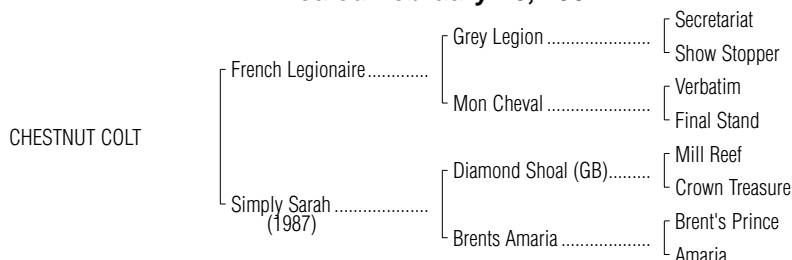 Secretariat
Grey Legion
Show Stopper
French Legionaire
Verbatim
Mon Cheval
Final Stand
CHESTNUT COLT
Mill Reef
Diamond Shoal (GB)
Crown Treasure
Simply Sarah
(1987)
Brent's Prince
Brents Amaria
Amaria